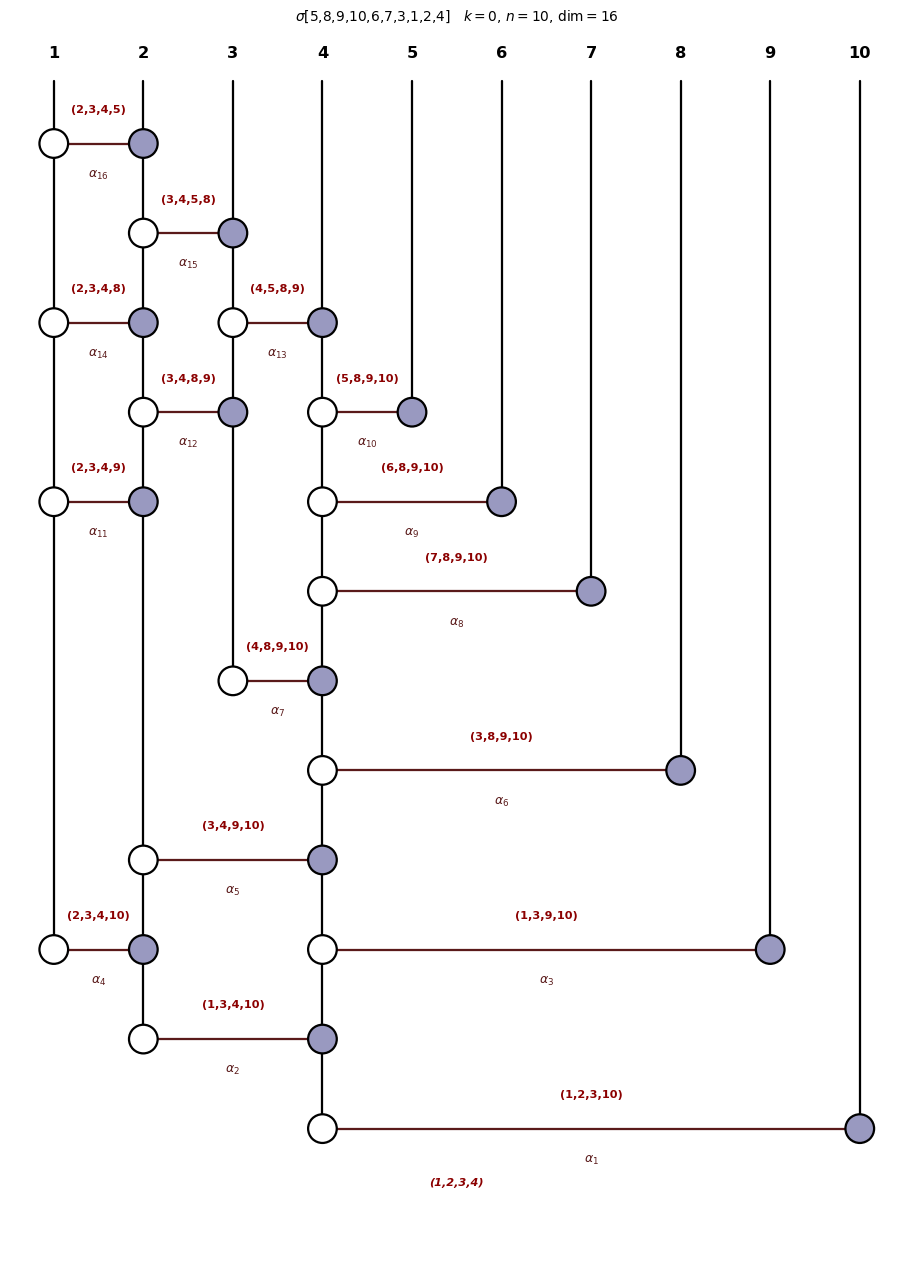 σ[5,8,9,10,6,7,3,1,2,4] k=0, n=10, dim=16
1 2 3 4 5 6 7 8 9 10
(2,3,4,5)
α16
(3,4,5,8)
α15
(2,3,4,8) (4,5,8,9)
α14 α13
(3,4,8,9) (5,8,9,10)
α12 α10
(2,3,4,9) (6,8,9,10)
α11 α9
(7,8,9,10)
α8
(4,8,9,10)
α7
(3,8,9,10)
α6
(3,4,9,10)
α5
(2,3,4,10) (1,3,9,10)
α4 α3
(1,3,4,10)
α2
(1,2,3,10)
α1
(1,2,3,4)